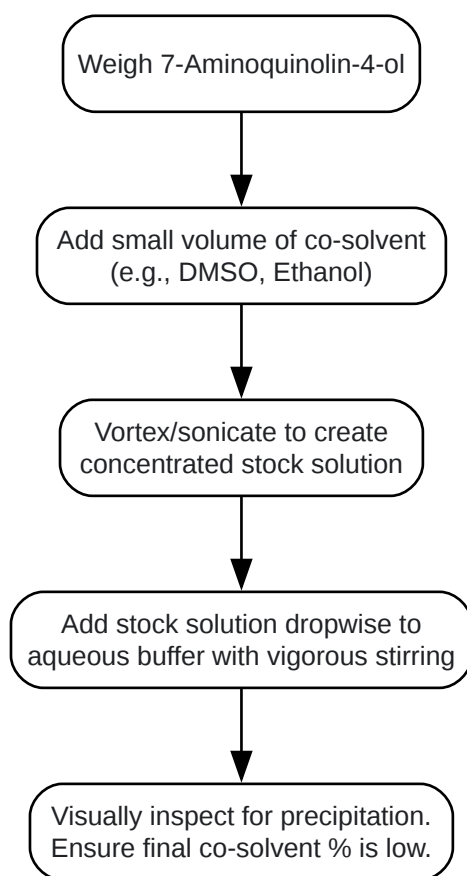 Weigh 7-Aminoquinolin-4-ol
Add small volume of co-solvent
(e.g., DMSO, Ethanol)
Vortex/sonicate to create
concentrated stock solution
Add stock solution dropwise to
aqueous buffer with vigorous stirring
Visually inspect for precipitation.
Ensure final co-solvent % is low.